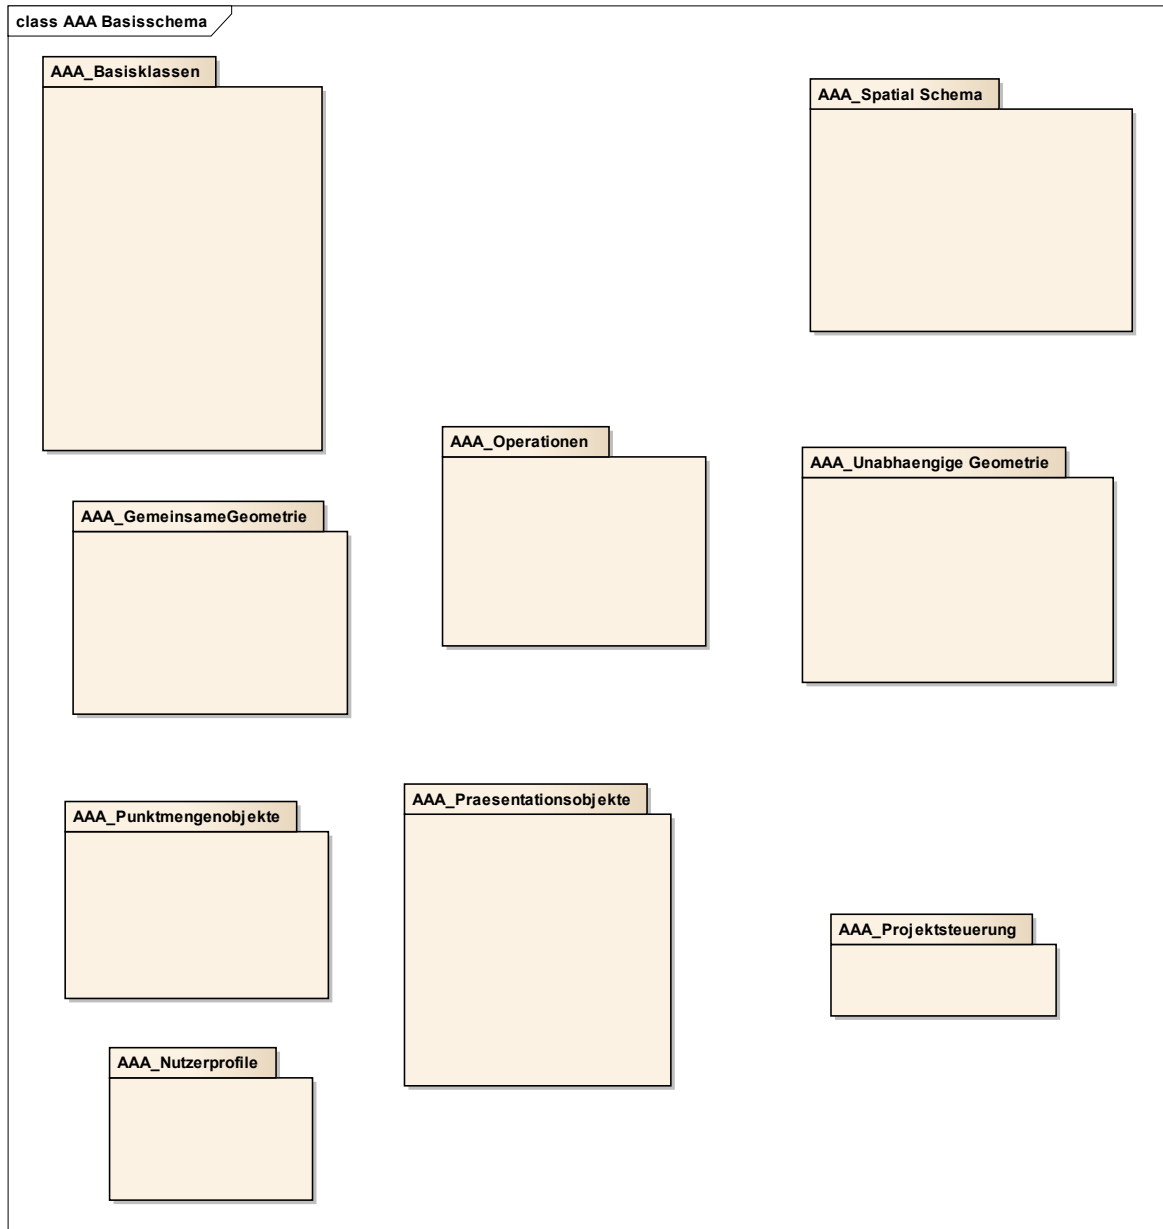 class AAA Basisschema
AAA_Basisklassen
AAA_Spatial Schema
AAA_Operationen
AAA_Unabhaengige Geometrie
AAA_GemeinsameGeometrie
AAA_Praesentationsobjekte
AAA_Punktmengenobjekte
AAA_Projektsteuerung
AAA_Nutzerprofile